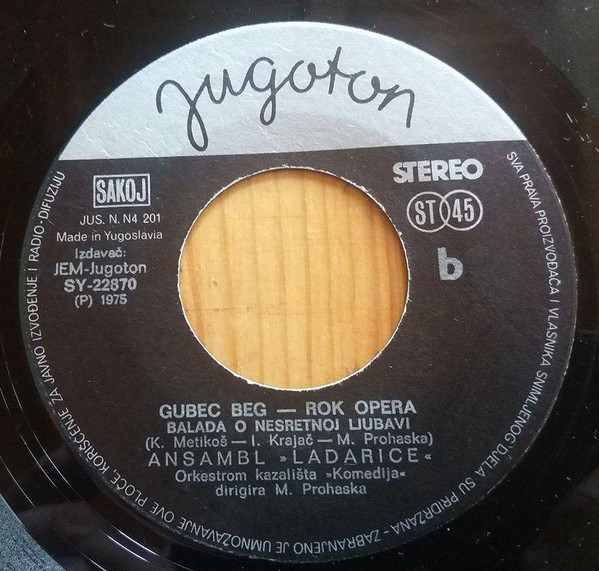 Jugoton
SAKOJ
JUS. N. N4 201
Made in Yugoslavia
Izdavač:
JEM-Jugoton
SY-22870
(P) 1975
STEREO
ST 45
b
GUBEC BEG — ROK OPERA
BALADA O NESRETNOJ LJUBAVI
(K. Metikoš — I. Krajač — M. Prohaska)
ANSAMBL »LADARICE«
Orkestrom kazališta »Komedija«
dirigira M. Prohaska
SVA PRAVA PROIZVOĐAČA I VLASNIKA SNIMLJENOG DJELA SU PRIDRŽANA - ZABRANJENO JE UMNOZAVANJE OVE PLOČE, KORIŠĆENJE ZA JAVNO IZVOĐENJE I RADIO-DIFUZIJU